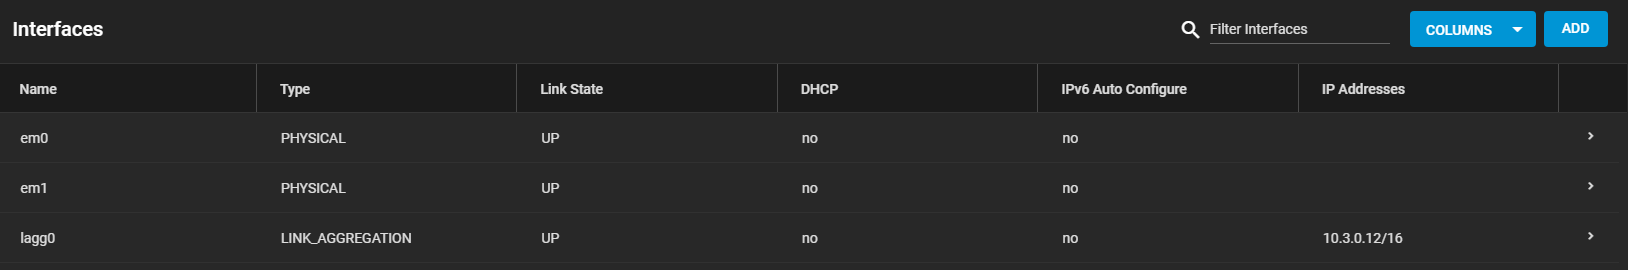 Interfaces Filter Interfaces COLUMNS ADD
Name Type Link State DHCP IPv6 Auto Configure IP Addresses
em0 PHYSICAL UP no no
em1 PHYSICAL UP no no
lagg0 LINK_AGGREGATION UP no no 10.3.0.12/16